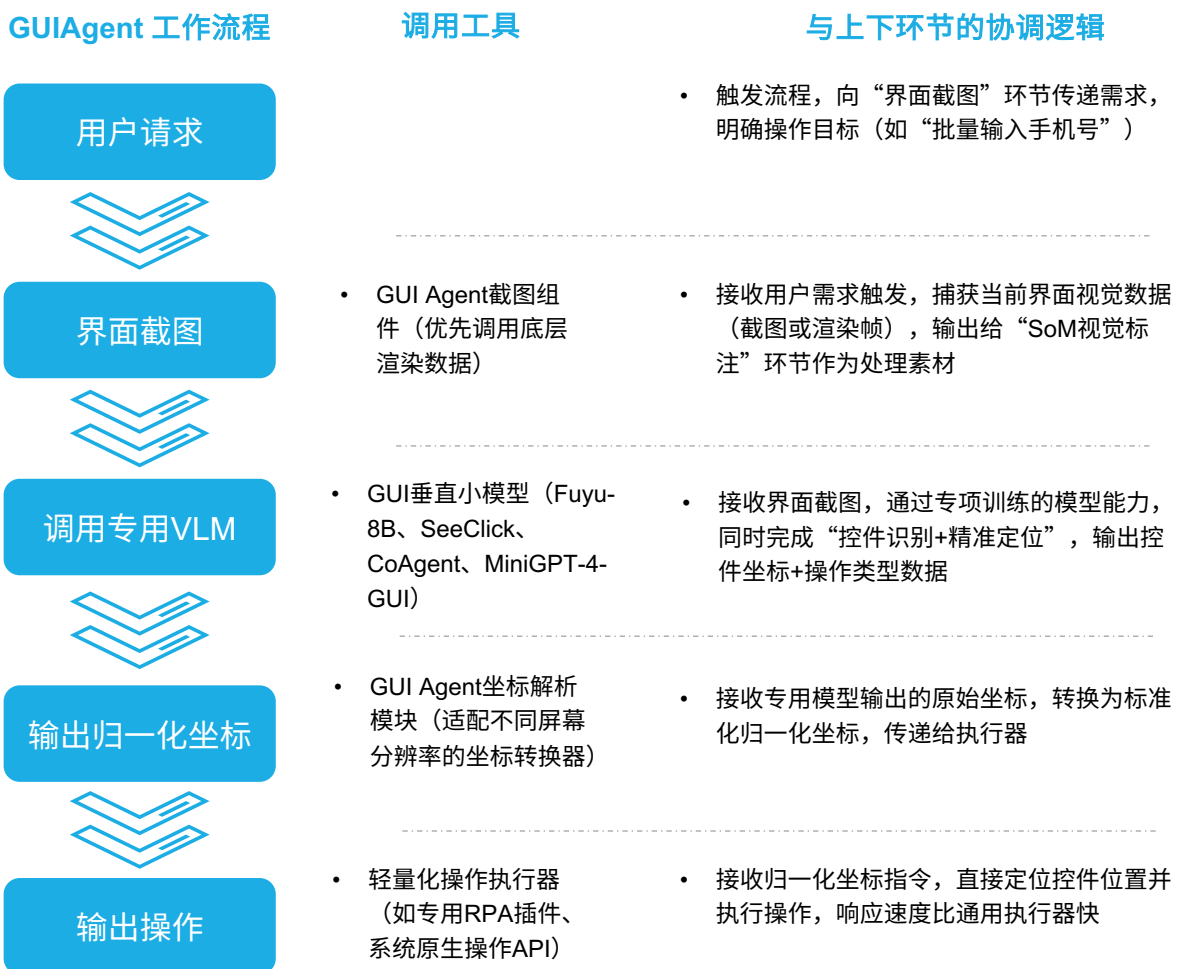 GUIAgent 工作流程
调用工具
与上下环节的协调逻辑
用户请求
• 触发流程，向“界面截图”环节传递需求，
明确操作目标（如“批量输入手机号”）
界面截图
• GUI Agent截图组
件（优先调用底层
渲染数据）
• 接收用户需求触发，捕获当前界面视觉数据
（截图或渲染帧），输出给“SoM视觉标
注”环节作为处理素材
调用专用VLM
• GUI垂直小模型（Fuyu-
8B、SeeClick、
CoAgent、MiniGPT-4-
GUI）
• 接收界面截图，通过专项训练的模型能力，
同时完成“控件识别+精准定位”，输出控
件坐标+操作类型数据
输出归一化坐标
• GUI Agent坐标解析
模块（适配不同屏幕
分辨率的坐标转换器）
• 接收专用模型输出的原始坐标，转换为标准
化归一化坐标，传递给执行器
输出操作
• 轻量化操作执行器
（如专用RPA插件、
系统原生操作API）
• 接收归一化坐标指令，直接定位控件位置并
执行操作，响应速度比通用执行器快